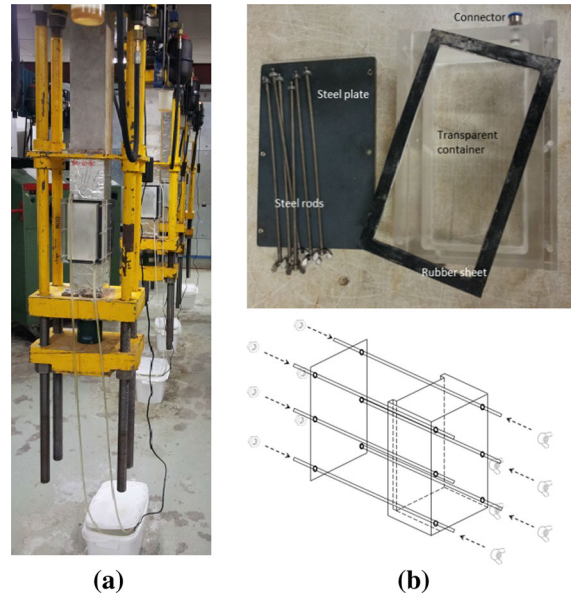 Connector
Steel plate
Transparent
container
Steel rods
Rubber sheet
(a)
(b)